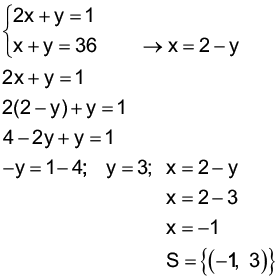 2x + y = 1
x + y = 36 → x = 2 − y
2x + y = 1
2(2 − y) + y = 1
4 − 2y + y = 1
−y = 1 − 4; y = 3; x = 2 − y
x = 2 − 3
x = −1
S = {(−1, 3)}